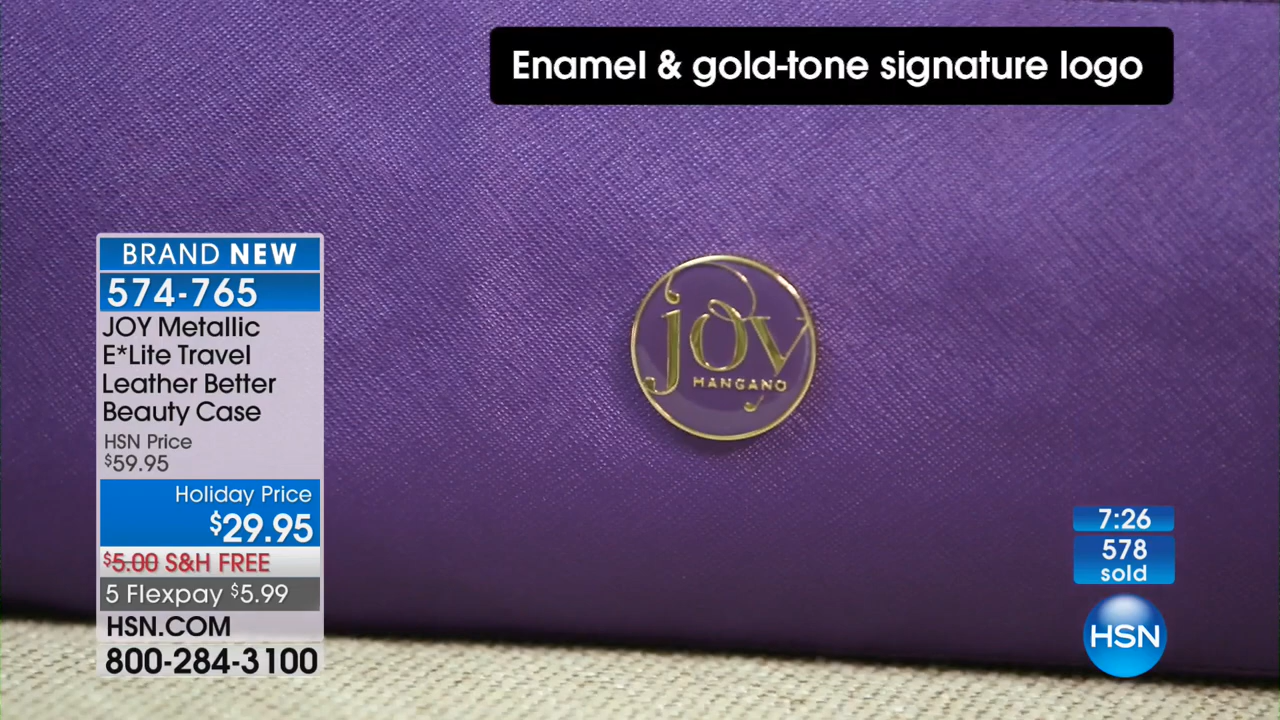 Enamel & gold-tone signature logo
BRAND NEW
574-765
JOY Metallic
E*Lite Travel
Leather Better
Beauty Case
HSN Price
$59.95
Holiday Price
$29.95
$5.00 S&H FREE
5 Flexpay $5.99
HSN.COM
800-284-3100
joy
MANGANO
7:26
578
sold
HSN